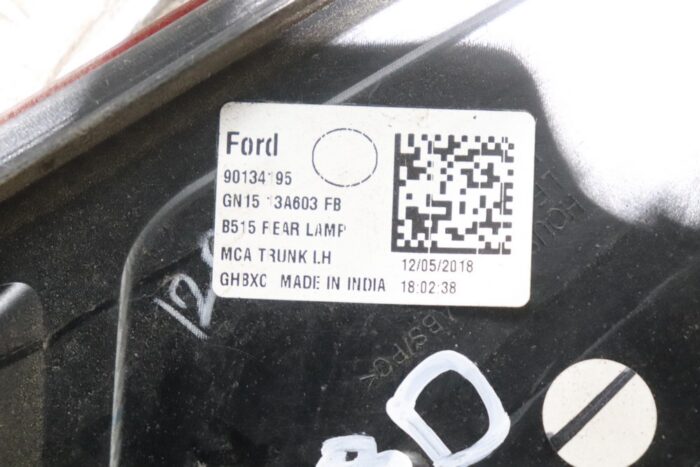 Ford
90134195
GN15 13A603 FB
B515 REAR LAMP
MCA TRUNK LH
GHBXC MADE IN INDIA
12/05/2018
18:02:38